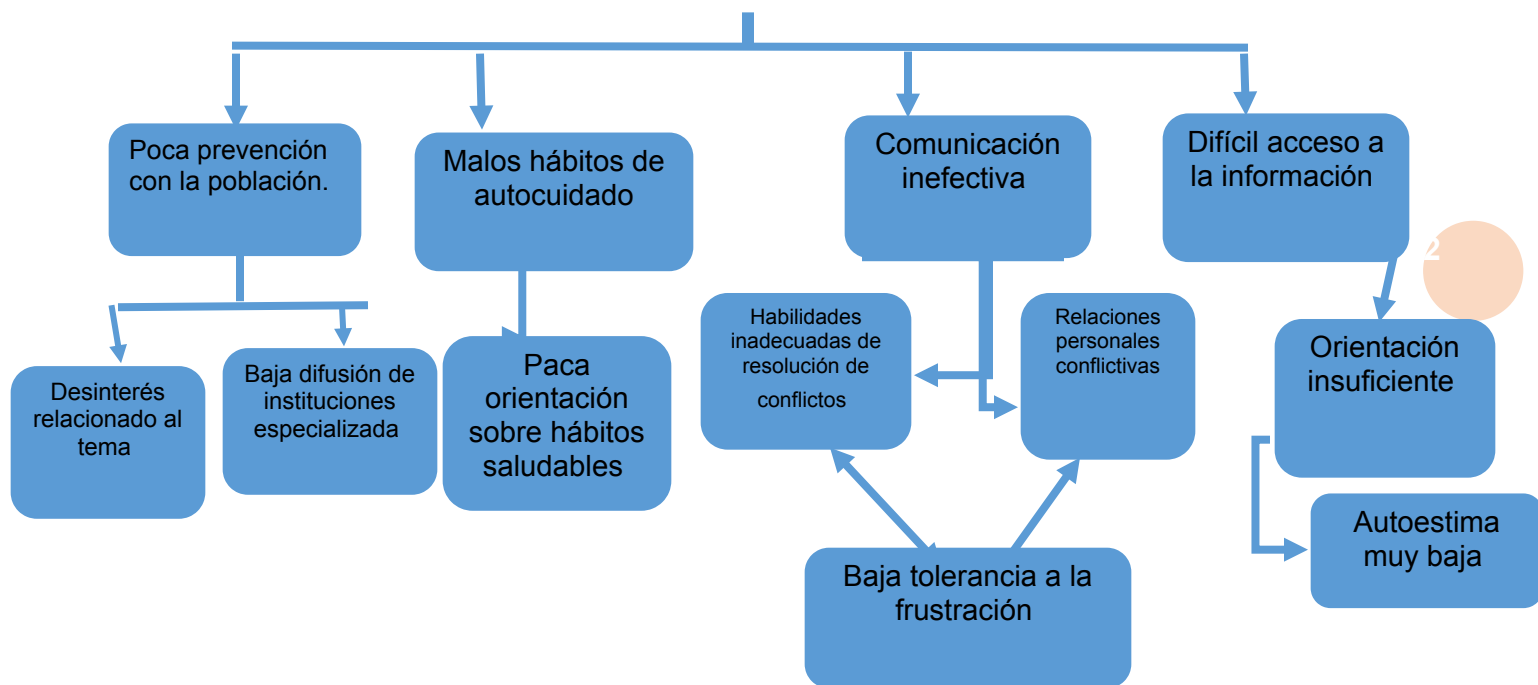 Poca prevención
con la población.
Malos hábitos de
autocuidado
Comunicación
inefectiva
Difícil acceso a
la información
2
Desinterés
relacionado al
tema
Baja difusión de
instituciones
especializada
Paca
orientación
sobre hábitos
saludables
Habilidades
inadecuadas de
resolución de
conflictos
Relaciones
personales
conflictivas
Orientación
insuficiente
Autoestima
muy baja
Baja tolerancia a la
frustración